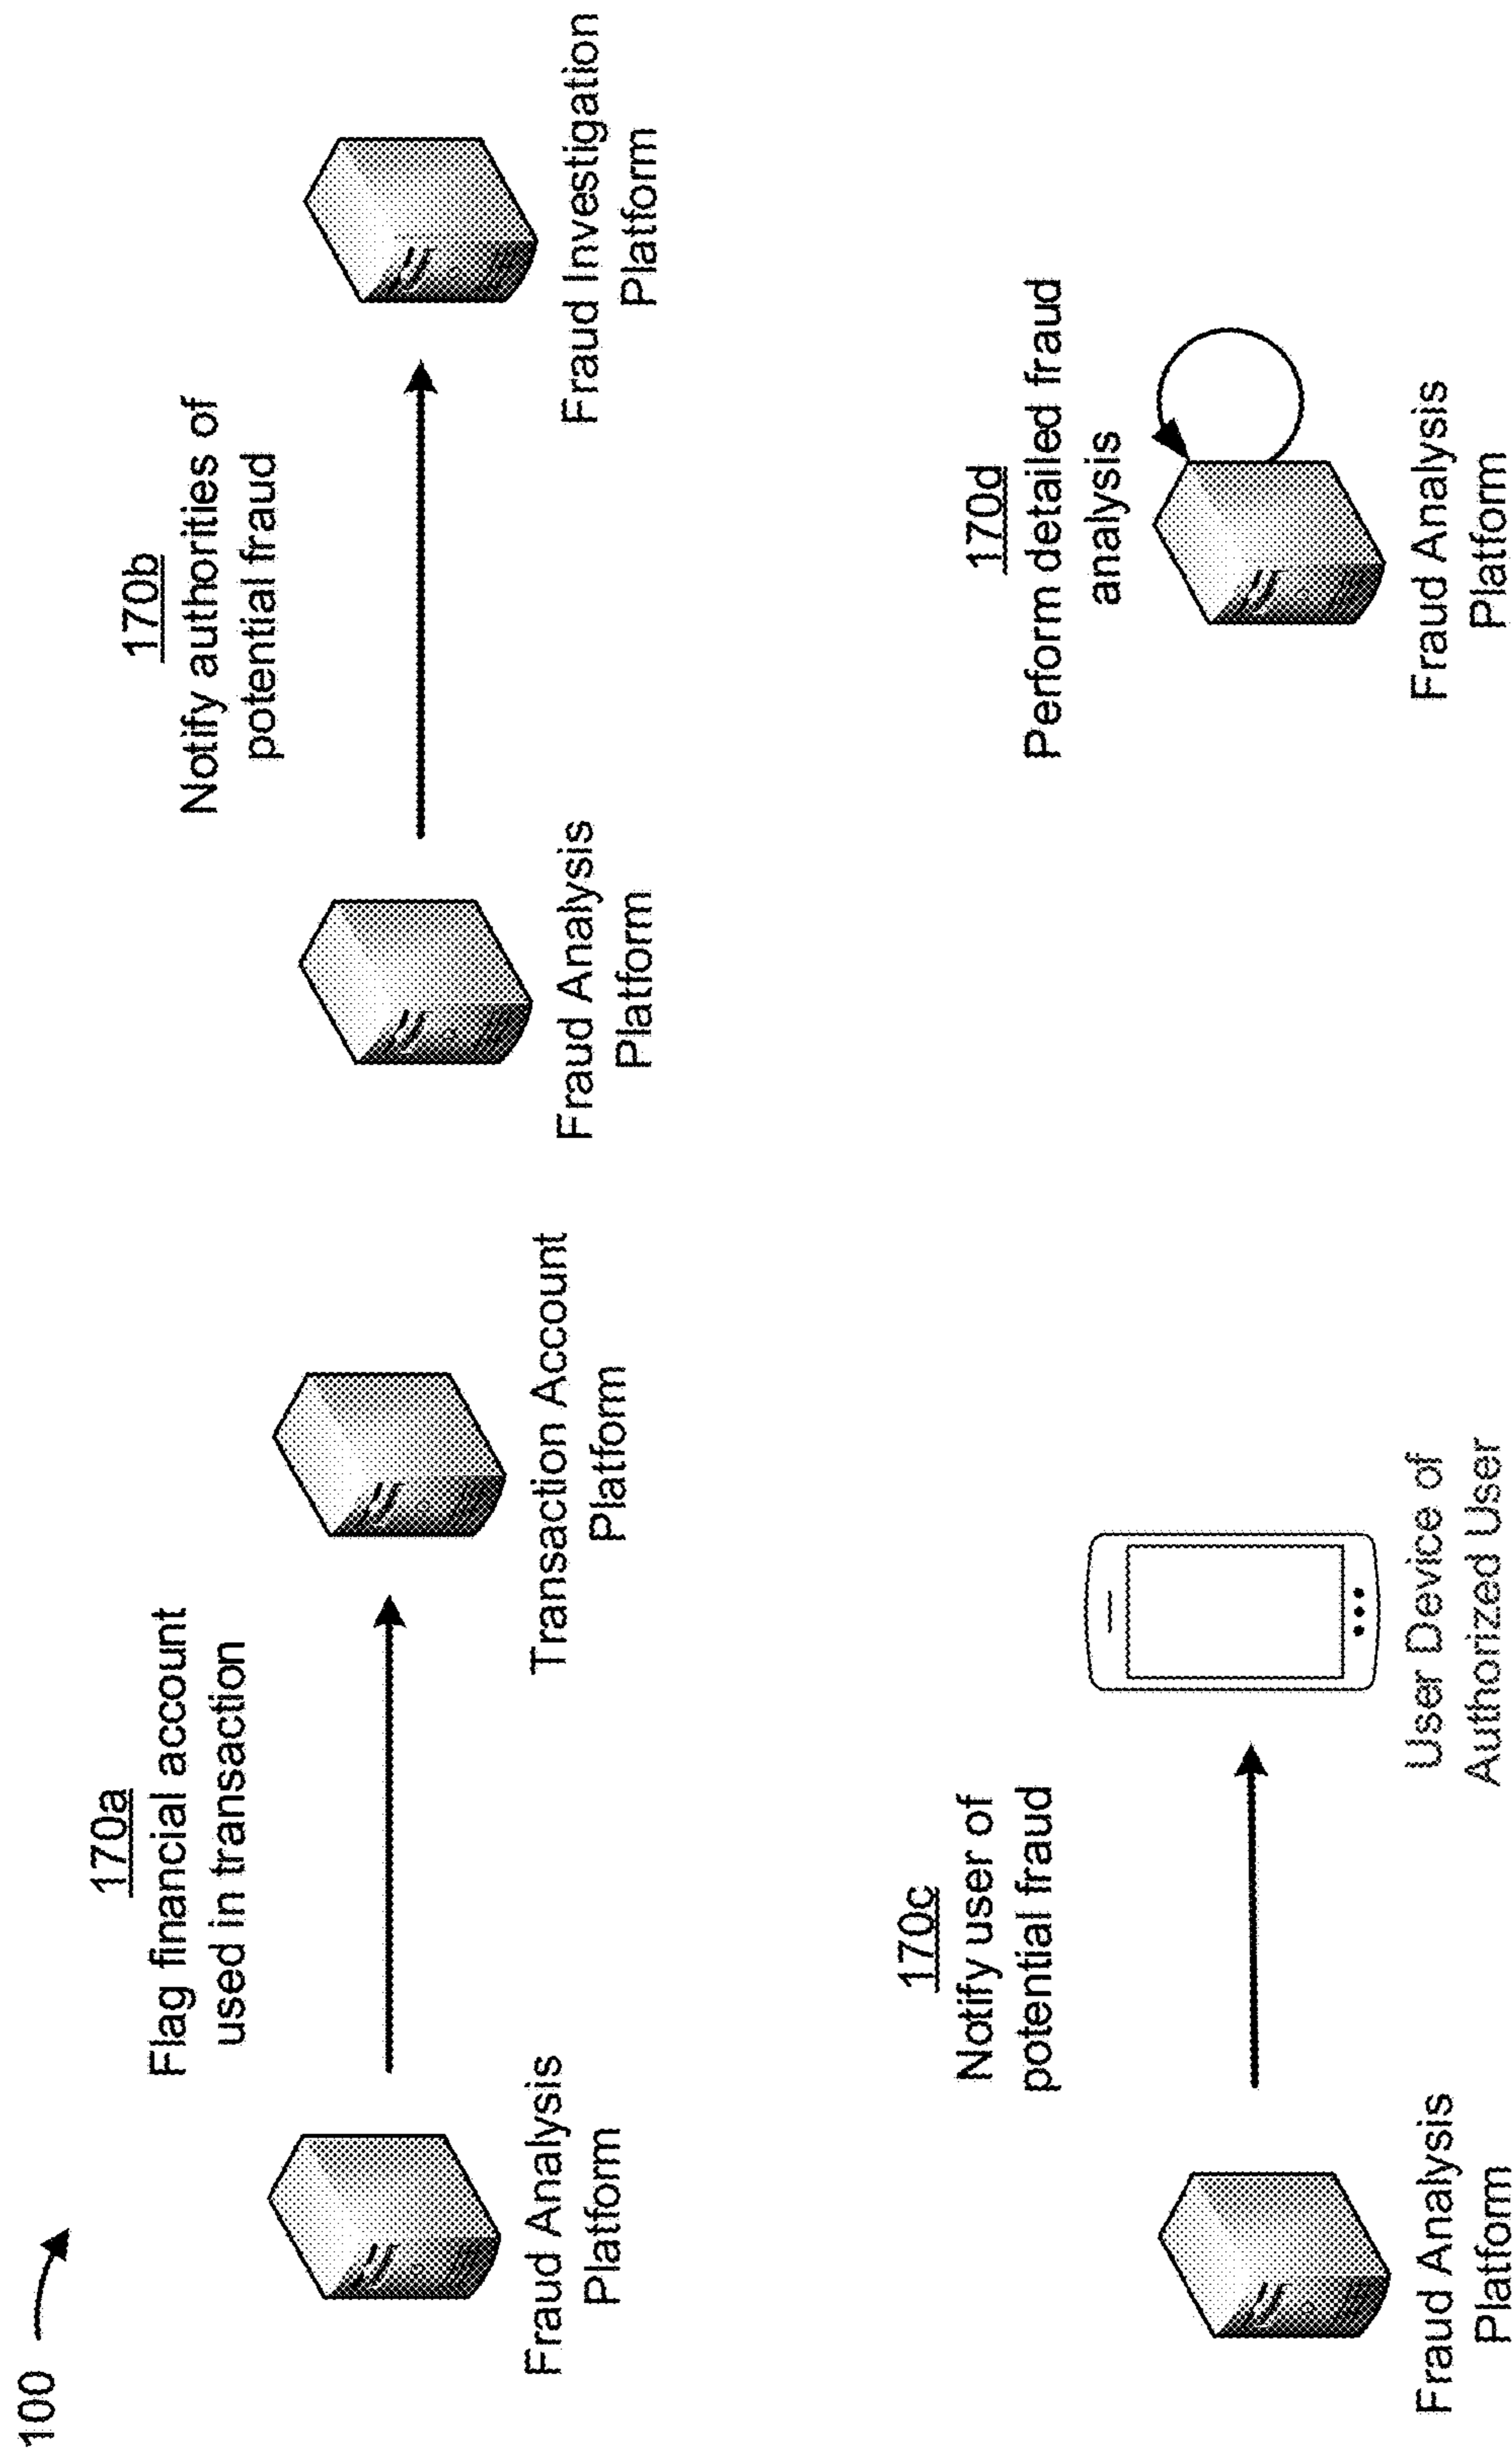 100
170a
Flag financial account
used in transaction
Fraud Analysis
Platform
Transaction Account
Platform
170b
Notify authorities of
potential fraud
Fraud Analysis
Platform
Fraud Investigation
Platform
170c
Notify user of
potential fraud
Fraud Analysis
Platform
User Device of
Authorized User
170d
Perform detailed fraud
analysis
Fraud Analysis
Platform